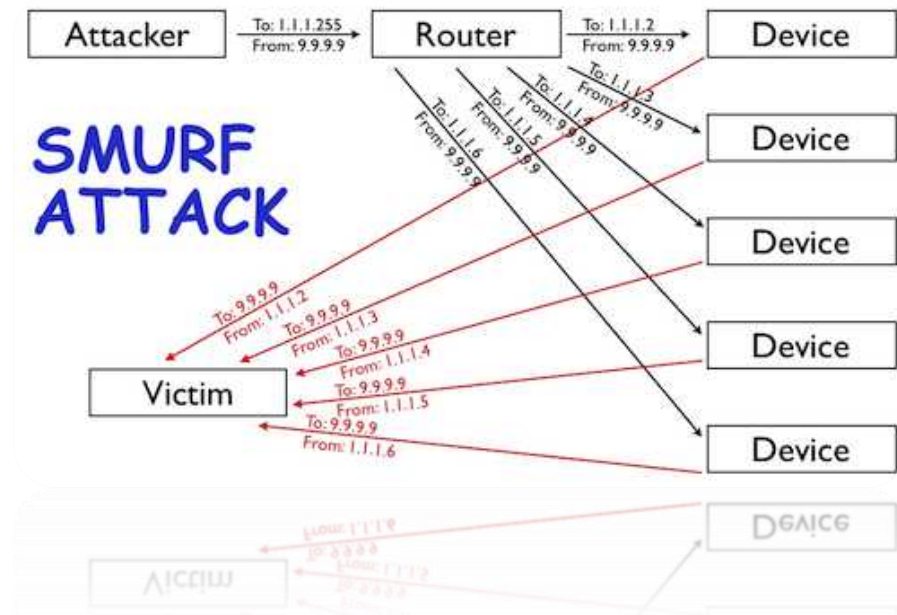 Attacker
To: 1.1.1.255
From: 9.9.9.9
Router
To: 1.1.1.2
From: 9.9.9.9
Device
To: 1.1.1.3
From: 9.9.9.9
Device
To: 1.1.1.4
From: 9.9.9.9
Device
To: 1.1.1.5
From: 9.9.9.9
Device
To: 1.1.1.6
From: 9.9.9.9
Device
SMURF
ATTACK
To: 9.9.9.9
From: 1.1.1.2
To: 9.9.9.9
From: 1.1.1.3
To: 9.9.9.9
From: 1.1.1.4
To: 9.9.9.9
From: 1.1.1.5
To: 9.9.9.9
From: 1.1.1.6
Victim